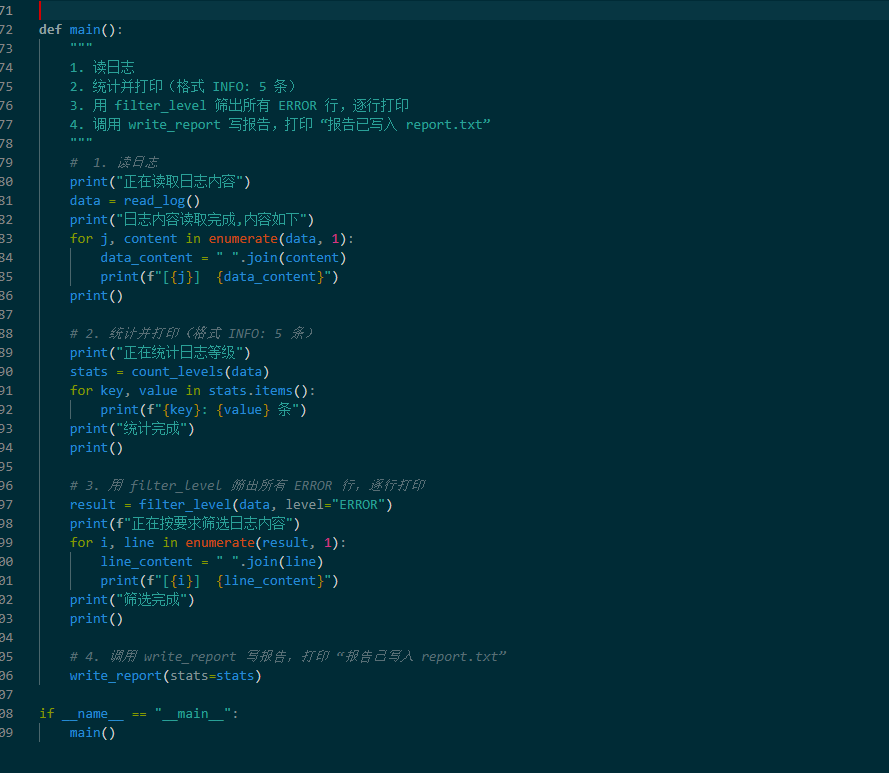 71
72 def main():
73     """
74     1. 读日志
75     2. 统计并打印（格式 INFO: 5 条）
76     3. 用 filter_level 筛出所有 ERROR 行，逐行打印
77     4. 调用 write_report 写报告，打印 “报告已写入 report.txt”
78     """
79     #  1. 读日志
80     print("正在读取日志内容")
81     data = read_log()
82     print("日志内容读取完成,内容如下")
83     for j, content in enumerate(data, 1):
84         data_content = " ".join(content)
85         print(f"[{j}]  {data_content}")
86     print()
87
88     # 2. 统计并打印（格式 INFO: 5 条）
89     print("正在统计日志等级")
90     stats = count_levels(data)
91     for key, value in stats.items():
92         print(f"{key}: {value} 条")
93     print("统计完成")
94     print()
95
96     # 3. 用 filter_level 筛出所有 ERROR 行，逐行打印
97     result = filter_level(data, level="ERROR")
98     print(f"正在按要求筛选日志内容")
99     for i, line in enumerate(result, 1):
00         line_content = " ".join(line)
01         print(f"[{i}]  {line_content}")
02     print("筛选完成")
03     print()
04
05     # 4. 调用 write_report 写报告，打印 “报告已写入 report.txt”
06     write_report(stats=stats)
07
08 if __name__ == "__main__":
09     main()